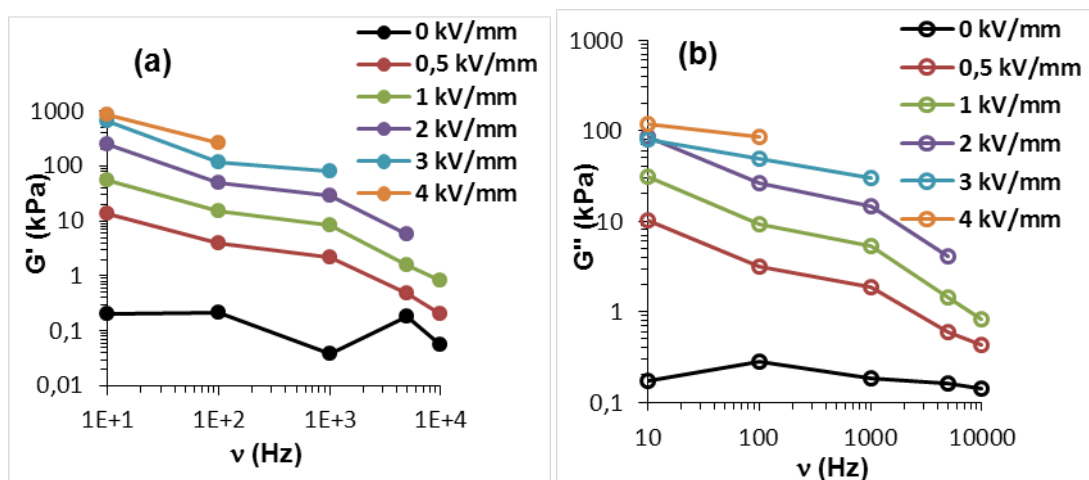 (a)
0 kV/mm
0,5 kV/mm
1 kV/mm
2 kV/mm
3 kV/mm
4 kV/mm
G' (kPa)
1000
100
10
1
0,1
0,01
1E+1 1E+2 1E+3 1E+4
ν (Hz)
(b)
0 kV/mm
0,5 kV/mm
1 kV/mm
2 kV/mm
3 kV/mm
4 kV/mm
G'' (kPa)
1000
100
10
1
0,1
10 100 1000 10000
ν (Hz)